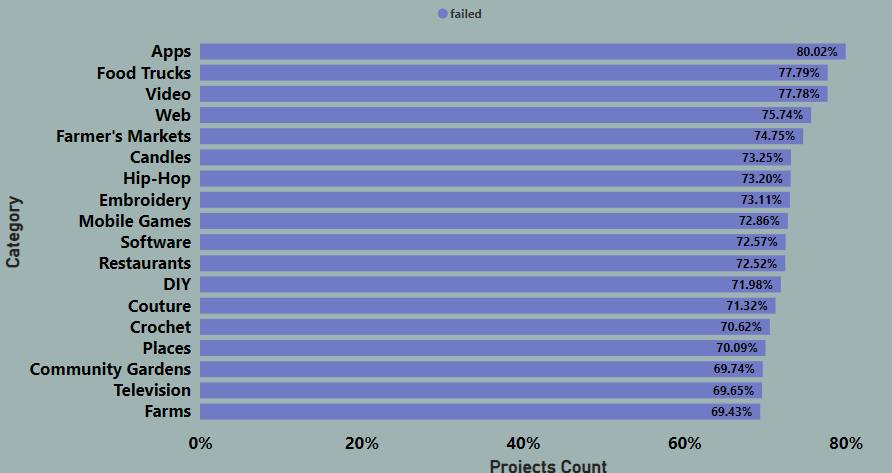 failed
Apps 80.02%
Food Trucks 77.79%
Video 77.78%
Web 75.74%
Farmer's Markets 74.75%
Candles 73.25%
Hip-Hop 73.20%
Embroidery 73.11%
Mobile Games 72.86%
Software 72.57%
Restaurants 72.52%
DIY 71.98%
Couture 71.32%
Crochet 70.62%
Places 70.09%
Community Gardens 69.74%
Television 69.65%
Farms 69.43%
Category
0% 20% 40% 60% 80%
Projects Count